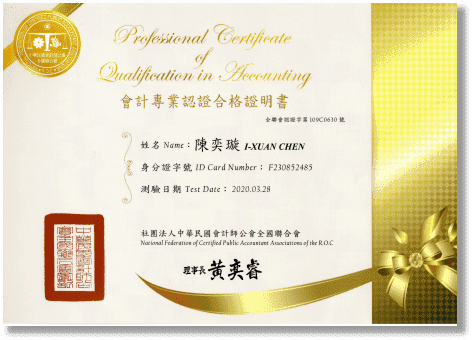 Professional Certificate
of
Qualification in Accounting
會計專業認證合格證明書
全聯會認證字第109C0630號
姓名 Name： 陳奕璇 I-XUAN CHEN
身分證字號 ID Card Number： F230852485
測驗日期 Test Date： 2020.03.28
社團法人中華民國會計師公會全國聯合會
National Federation of Certified Public Accountant Associations of the R.O.C
理事長 黃奕睿